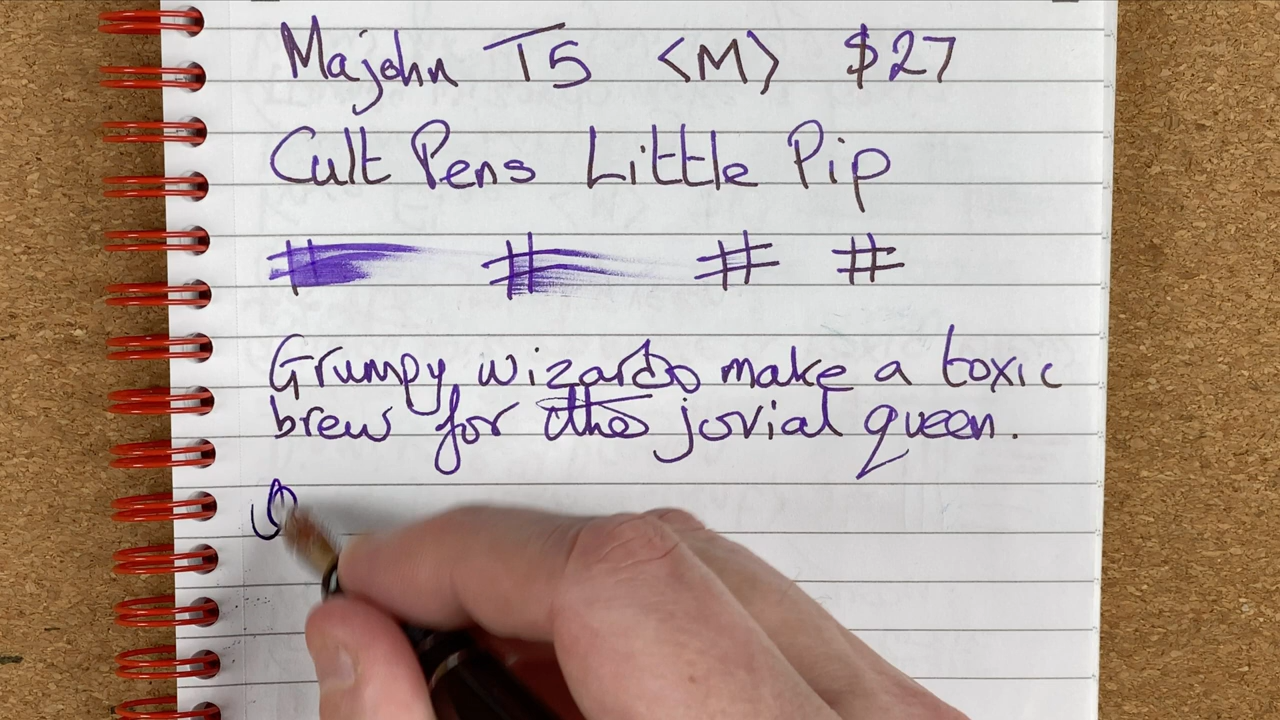 Majohn T5 <M> $27
Cult Pens Little Pip
# # # #
Grumpy wizards make a toxic
brew for the jovial queen.